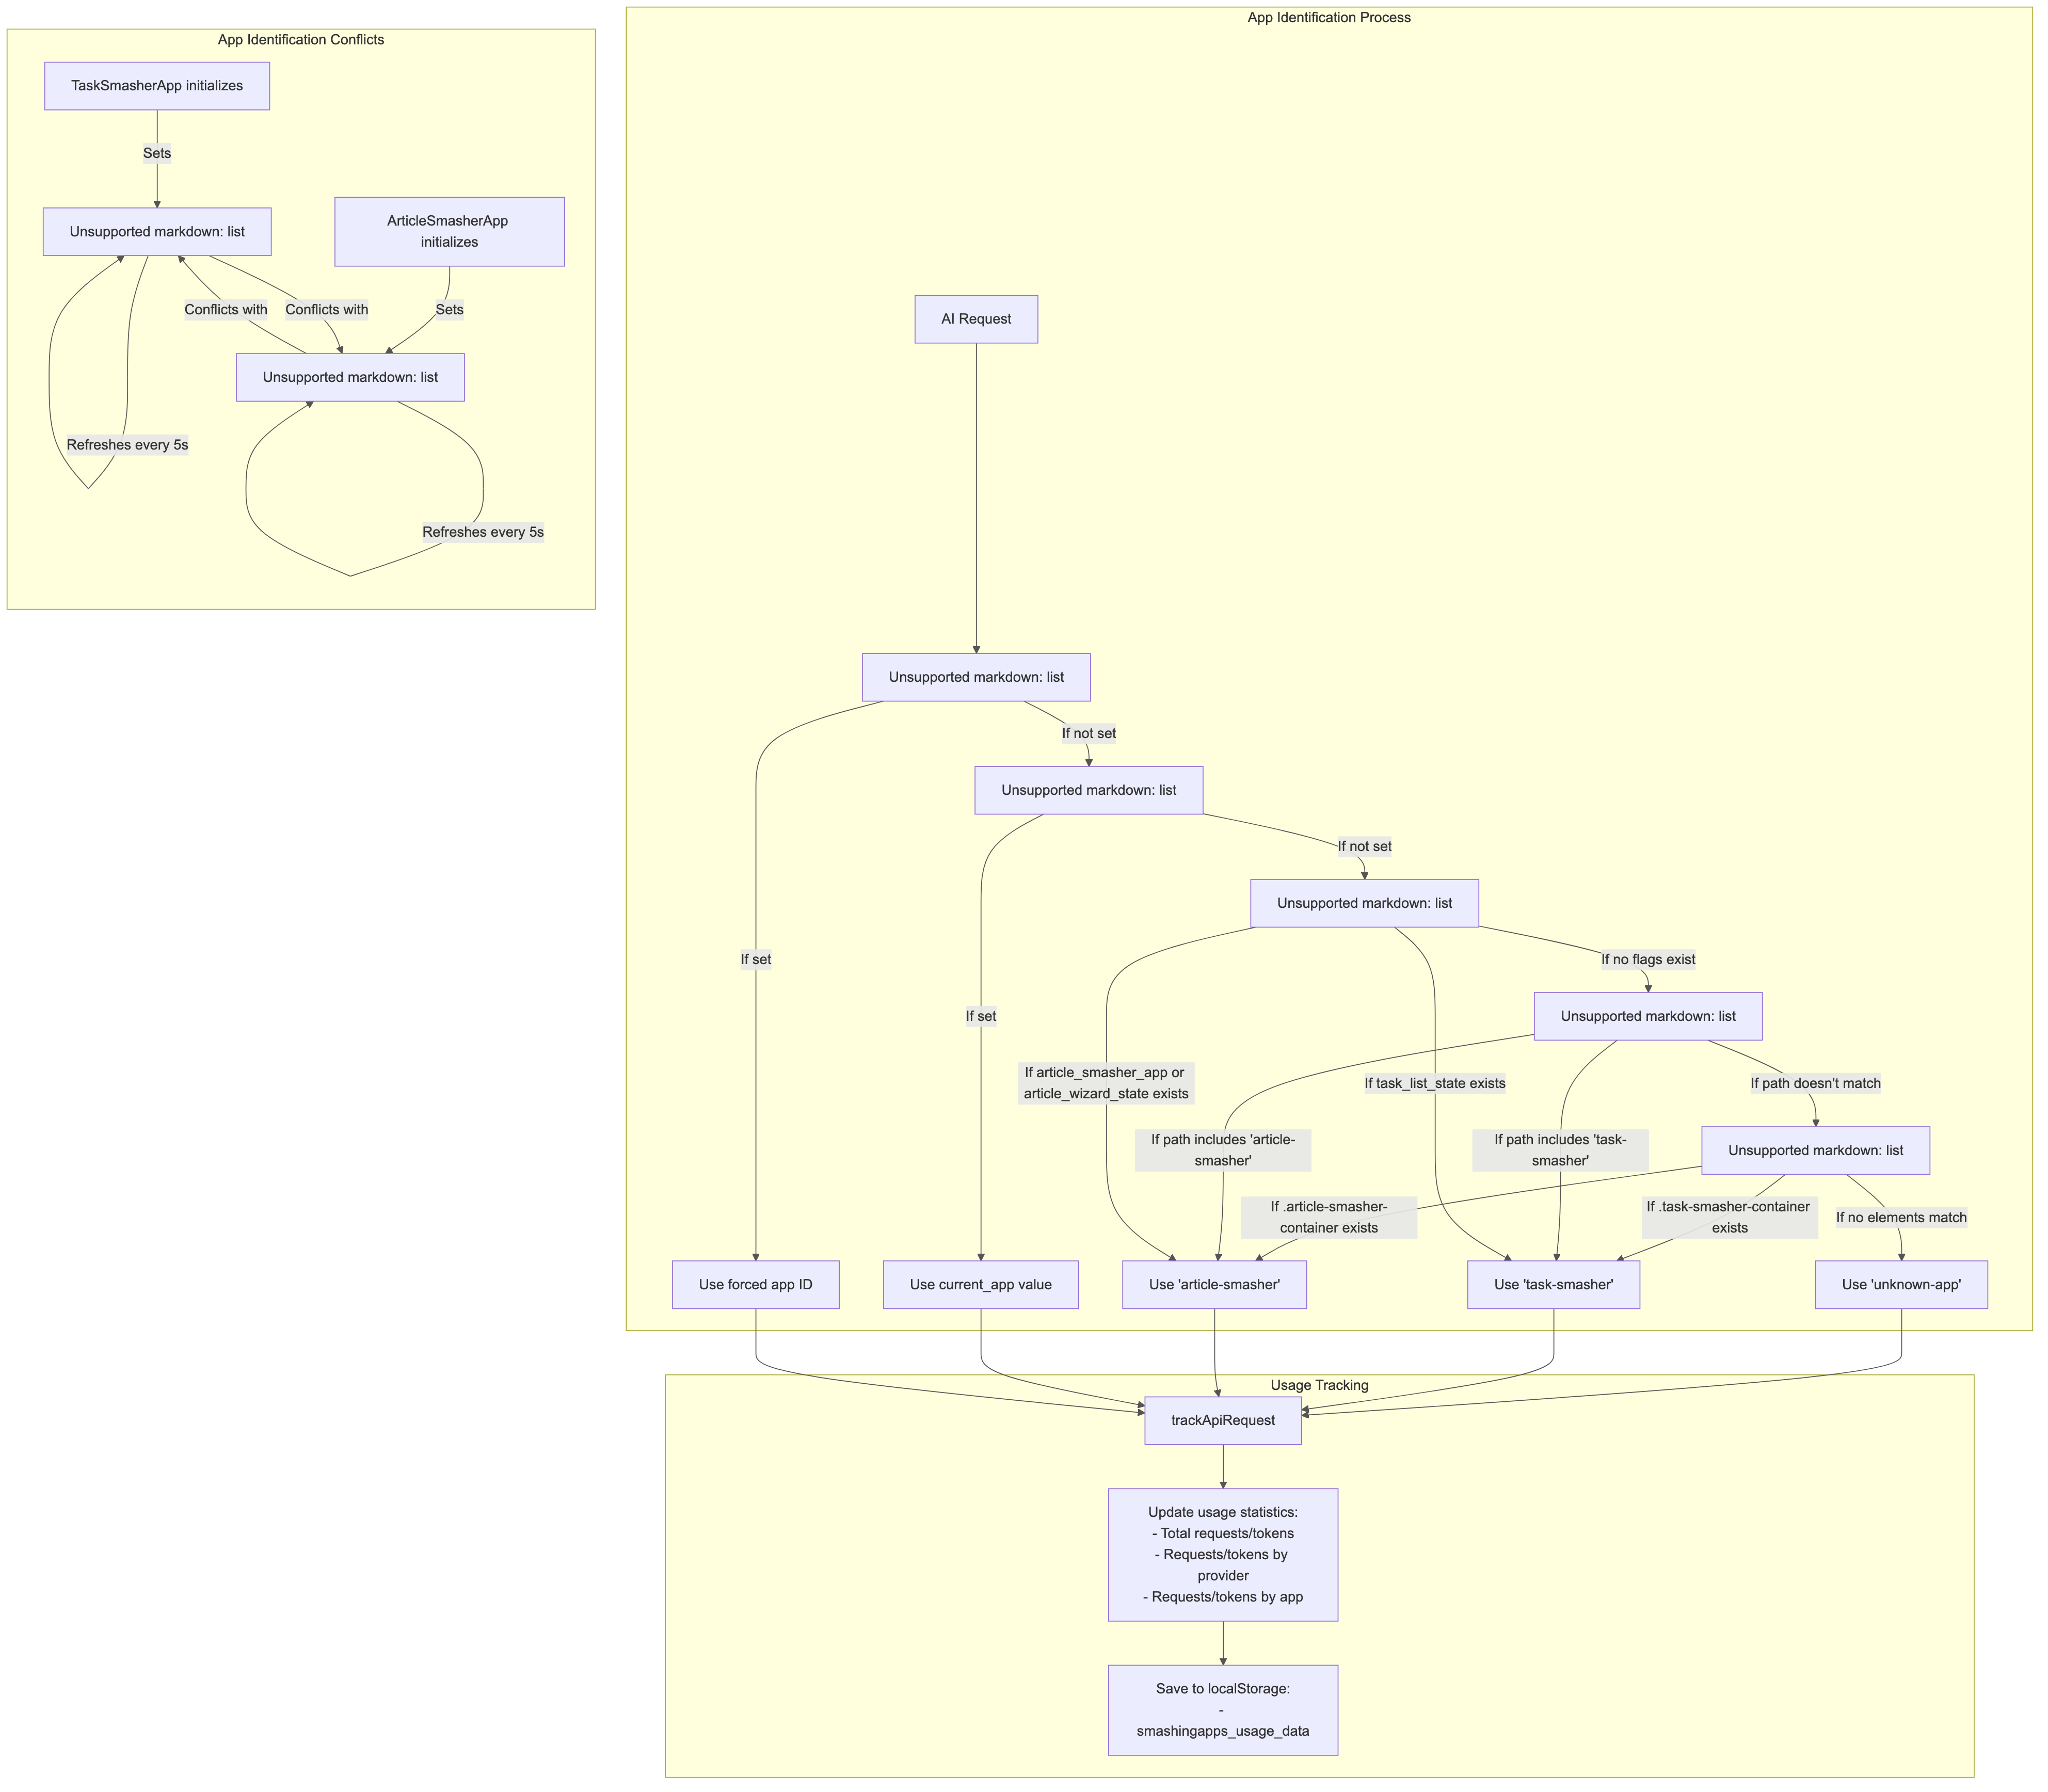 App Identification Conflicts
TaskSmasherApp initializes
Sets
Unsupported markdown: list
ArticleSmasherApp
initializes
Conflicts with
Conflicts with
Sets
Unsupported markdown: list
Refreshes every 5s
Refreshes every 5s
App Identification Process
AI Request
Unsupported markdown: list
If not set
Unsupported markdown: list
If not set
Unsupported markdown: list
If set
If no flags exist
If set
Unsupported markdown: list
If article_smasher_app or
article_wizard_state exists
If task_list_state exists
If path doesn't match
If path includes 'article-
smasher'
If path includes 'task-
smasher'
Unsupported markdown: list
If .article-smasher-
container exists
If .task-smasher-container
exists
If no elements match
Use forced app ID
Use current_app value
Use 'article-smasher'
Use 'task-smasher'
Use 'unknown-app'
Usage Tracking
trackApiRequest
Update usage statistics:
- Total requests/tokens
- Requests/tokens by
provider
- Requests/tokens by app
Save to localStorage:
-
smashingapps_usage_data